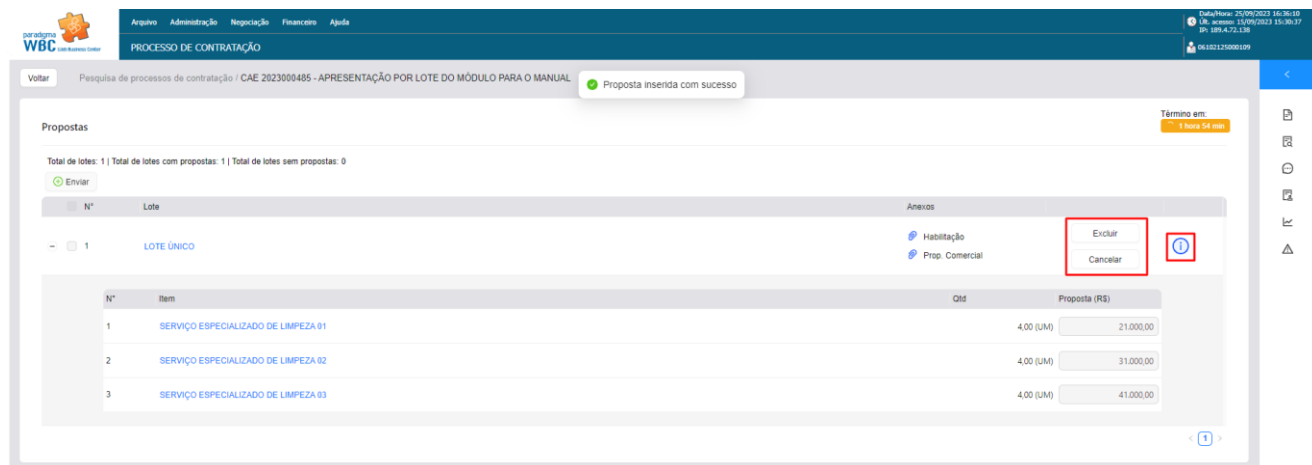 paradigma
WBC
Arquivo Administração Negociação Financeiro Ajuda
Data/Hora: 25/09/2023 16:36:10
Últ. acesso: 15/09/2023 15:30:37
IP: 189.4.72.138
PROCESSO DE CONTRATAÇÃO
06102125000109
Voltar Pesquisa de processos de contratação / CAE 2023000485 - APRESENTAÇÃO POR LOTE DO MÓDULO PARA O MANUAL
Proposta inserida com sucesso
Propostas
Término em:
1 hora 54 min
Total de lotes: 1 | Total de lotes com propostas: 1 | Total de lotes sem propostas: 0
Enviar
N° Lote Anexos
1 LOTE ÚNICO
Habilitação
Prop. Comercial
Excluir
Cancelar
N° Item Qtd Proposta (R$)
1 SERVIÇO ESPECIALIZADO DE LIMPEZA 01 4,00 (UM) 21.000,00
2 SERVIÇO ESPECIALIZADO DE LIMPEZA 02 4,00 (UM) 31.000,00
3 SERVIÇO ESPECIALIZADO DE LIMPEZA 03 4,00 (UM) 41.000,00
1